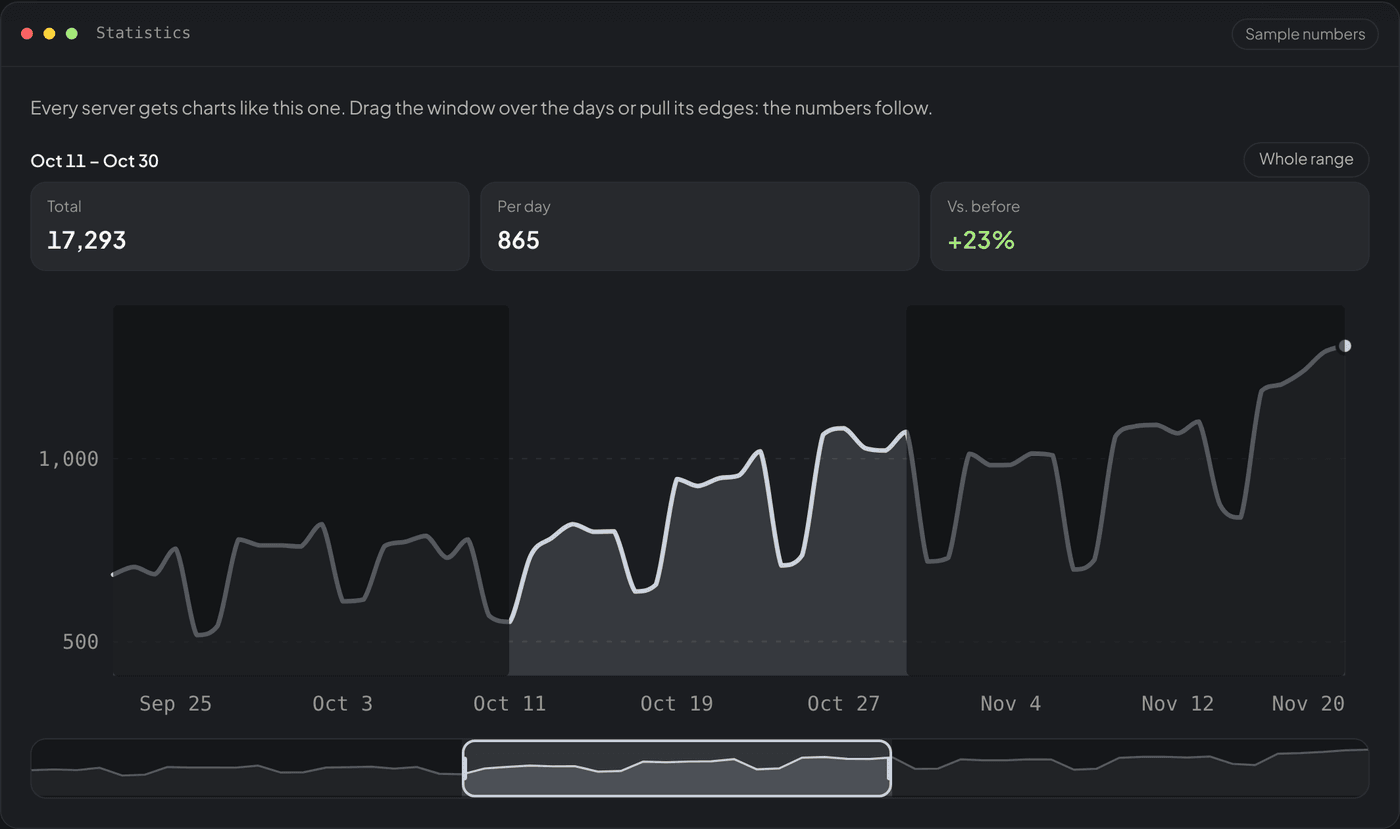 Statistics
Sample numbers
Every server gets charts like this one. Drag the window over the days or pull its edges: the numbers follow.
Oct 11 – Oct 30
Whole range
Total
17,293
Per day
865
Vs. before
+23%
1,000
500
Sep 25
Oct 3
Oct 11
Oct 19
Oct 27
Nov 4
Nov 12
Nov 20